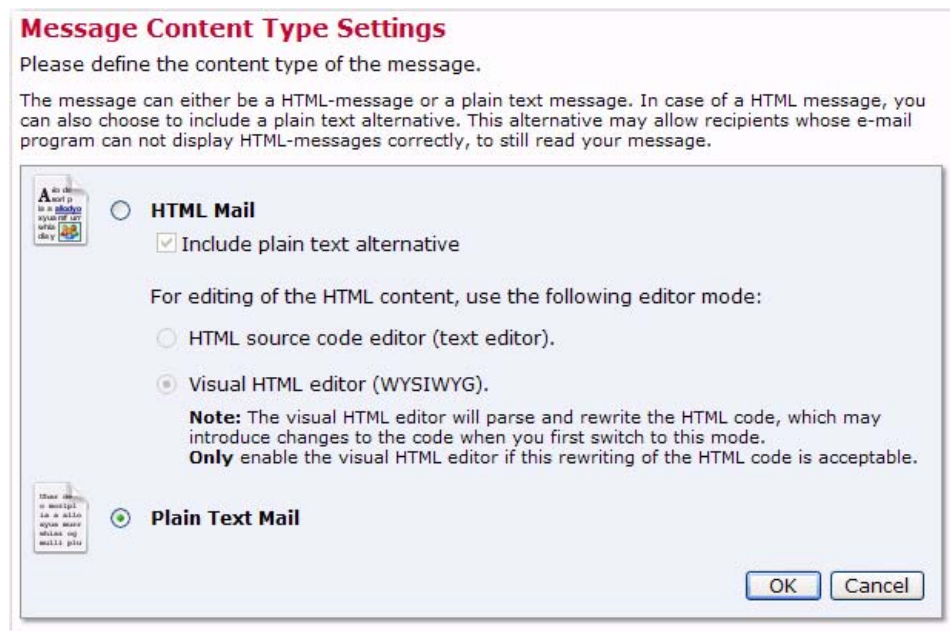 Message Content Type Settings
Please define the content type of the message.
The message can either be a HTML-message or a plain text message. In case of a HTML message, you
can also choose to include a plain text alternative. This alternative may allow recipients whose e-mail
program can not display HTML-messages correctly, to still read your message.
HTML Mail
Include plain text alternative
For editing of the HTML content, use the following editor mode:
HTML source code editor (text editor).
Visual HTML editor (WYSIWYG).
Note: The visual HTML editor will parse and rewrite the HTML code, which may
introduce changes to the code when you first switch to this mode.
Only enable the visual HTML editor if this rewriting of the HTML code is acceptable.
Plain Text Mail
OK Cancel